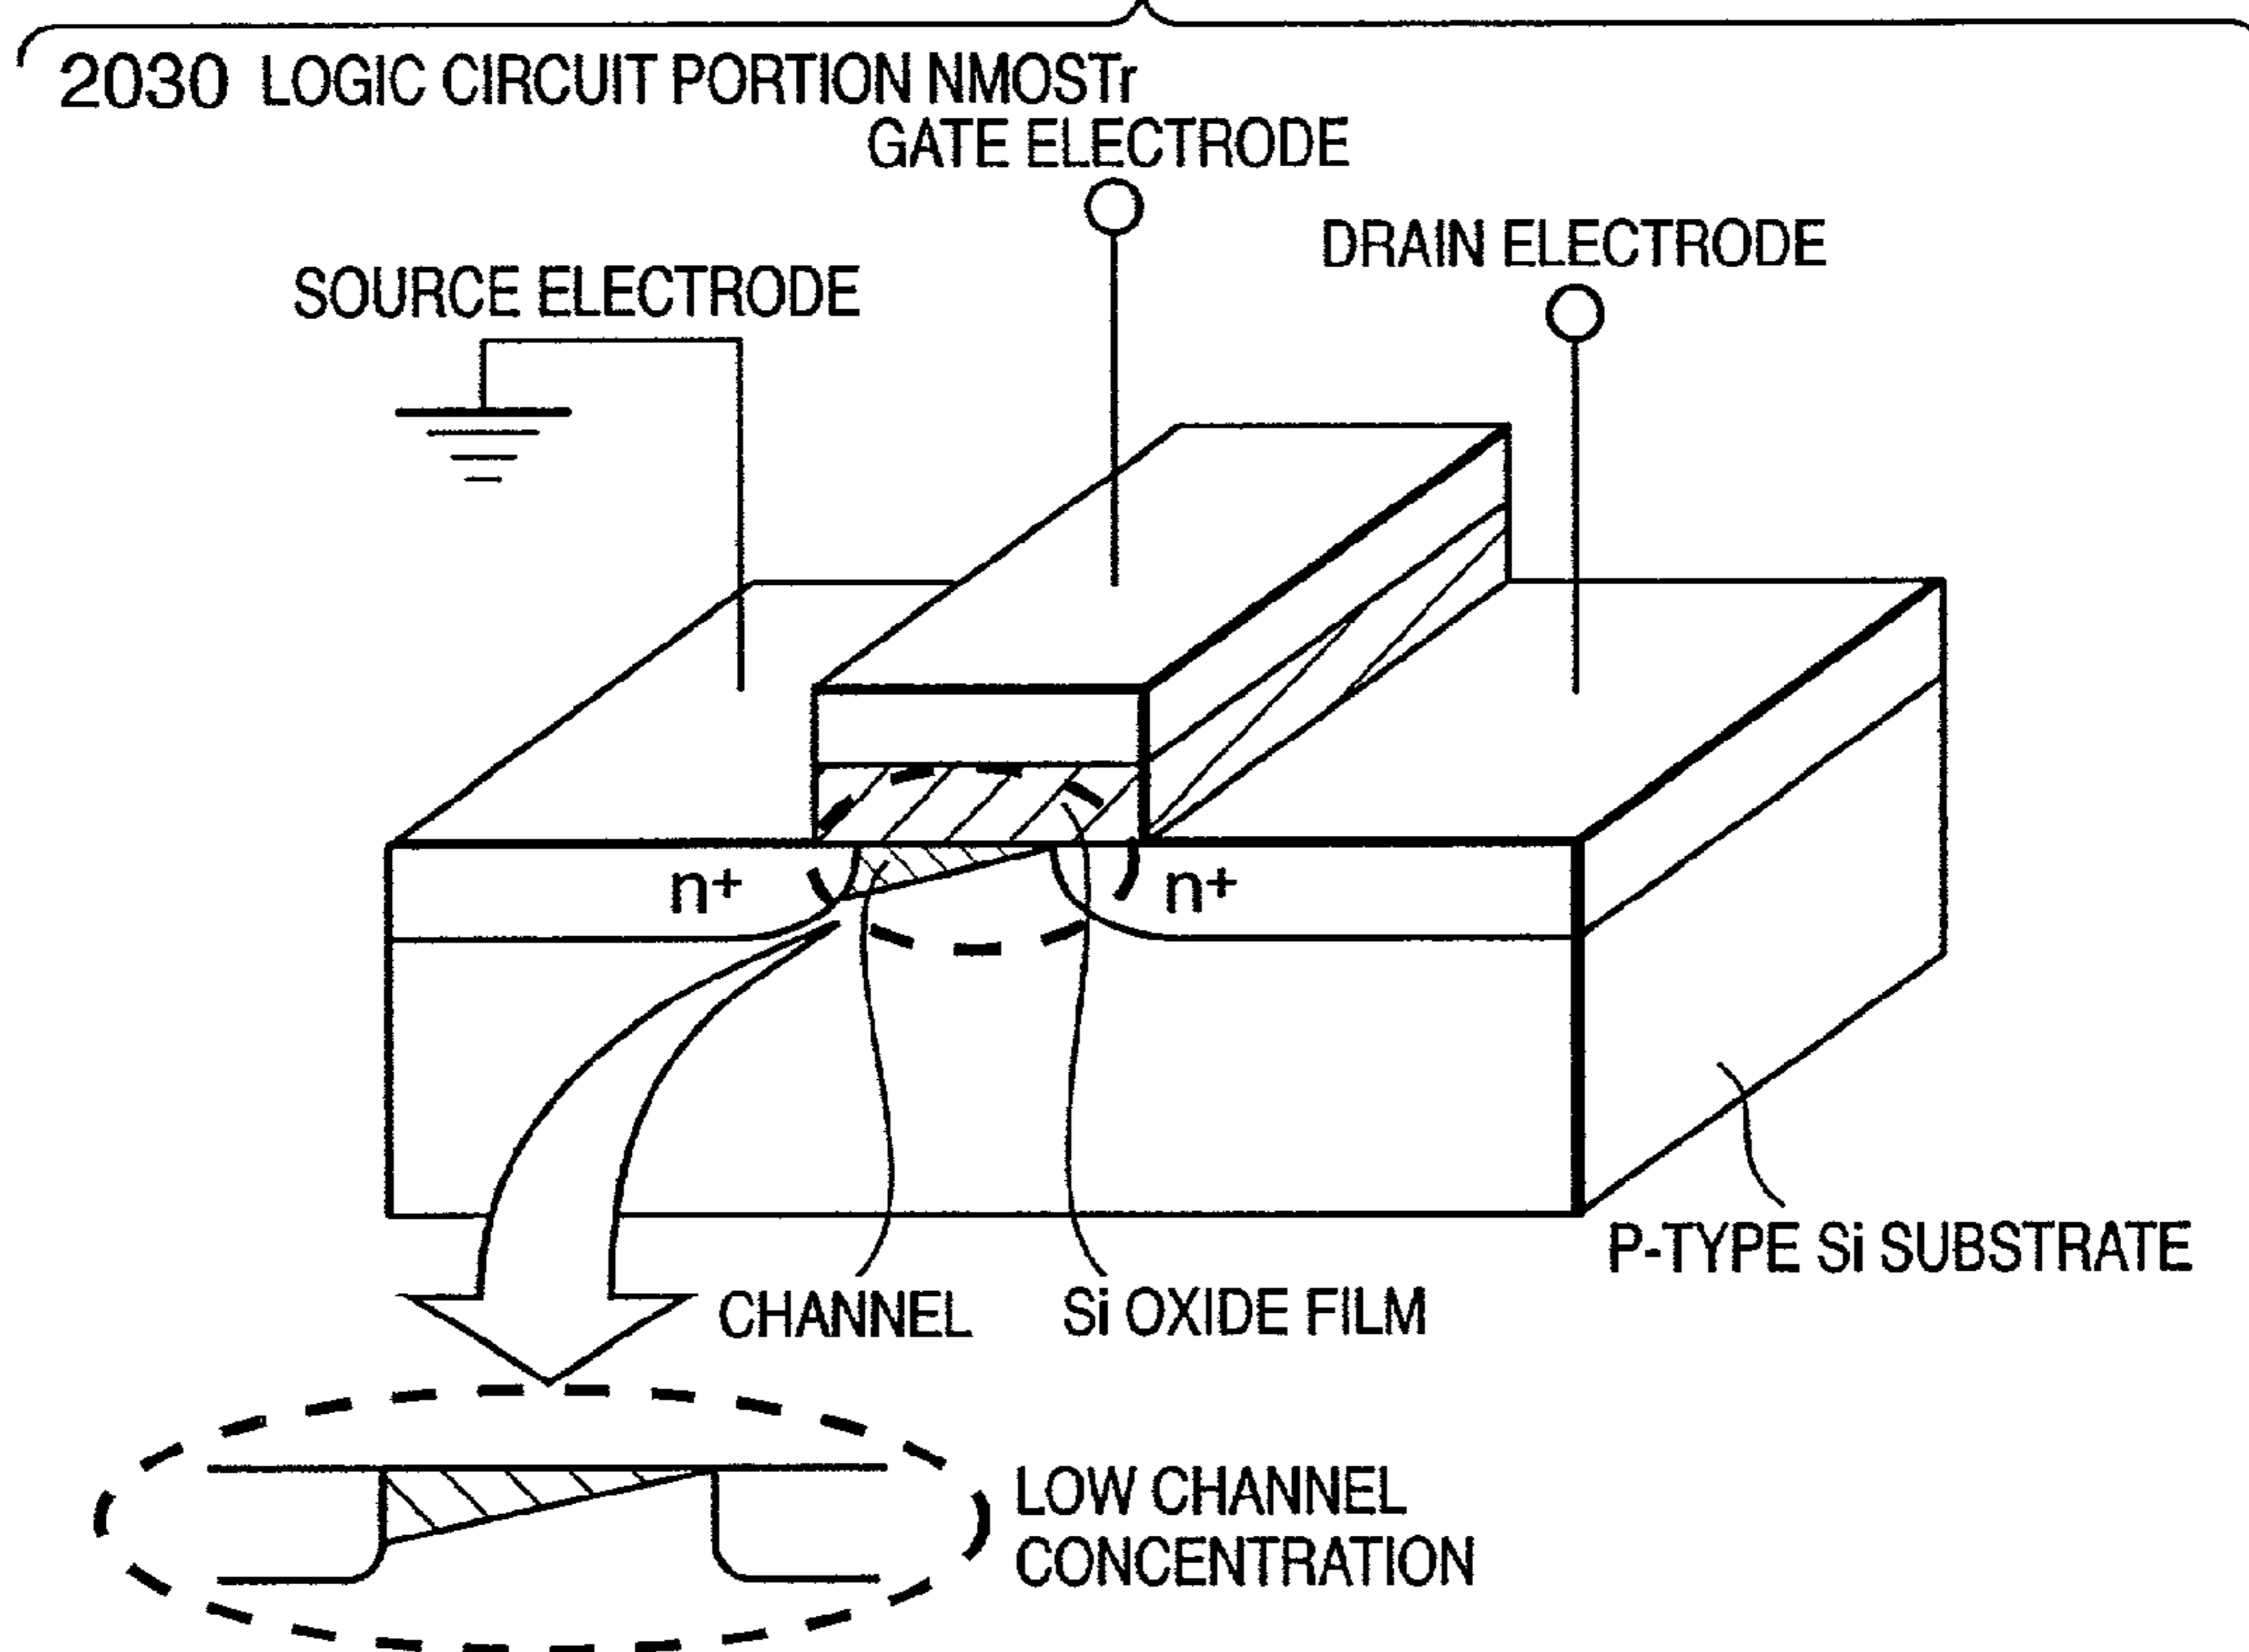 2030 LOGIC CIRCUIT PORTION NMOSTr
GATE ELECTRODE
DRAIN ELECTRODE
SOURCE ELECTRODE
n+
n+
P-TYPE Si SUBSTRATE
CHANNEL
Si OXIDE FILM
LOW CHANNEL
CONCENTRATION